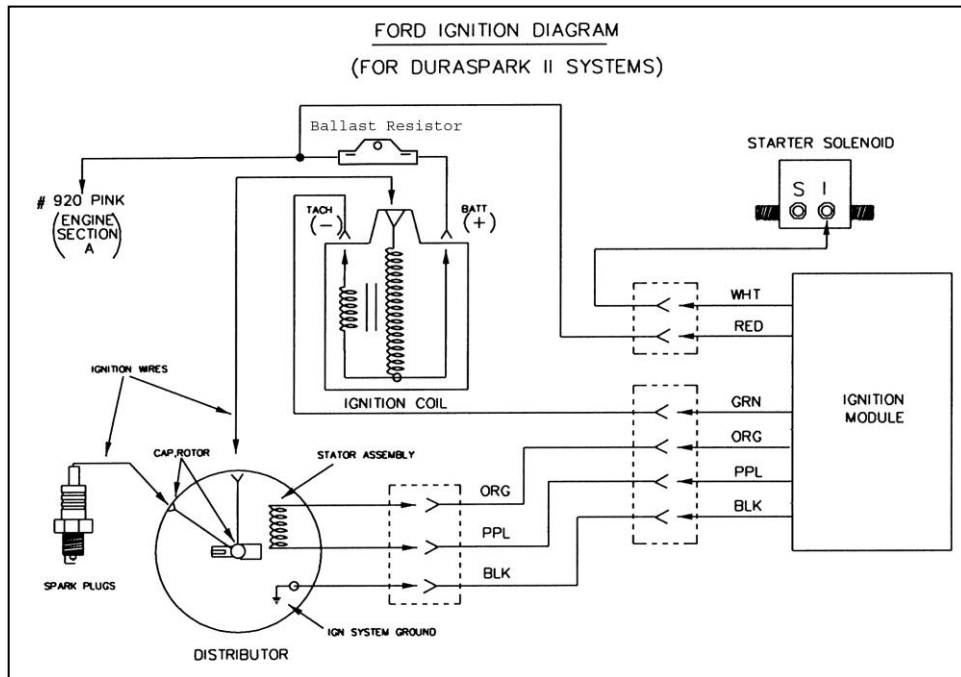 FORD IGNITION DIAGRAM
(FOR DURASPARK II SYSTEMS)
Ballast Resistor
STARTER SOLENOID
S I
# 920 PINK
(ENGINE
SECTION
A)
TACH
(-)
BATT
(+)
WHT
RED
IGNITION WIRES
IGNITION COIL
GRN
IGNITION
MODULE
ORG
CAP,ROTOR
STATOR ASSEMBLY
PPL
ORG
BLK
PPL
BLK
SPARK PLUGS
IGN SYSTEM GROUND
DISTRIBUTOR